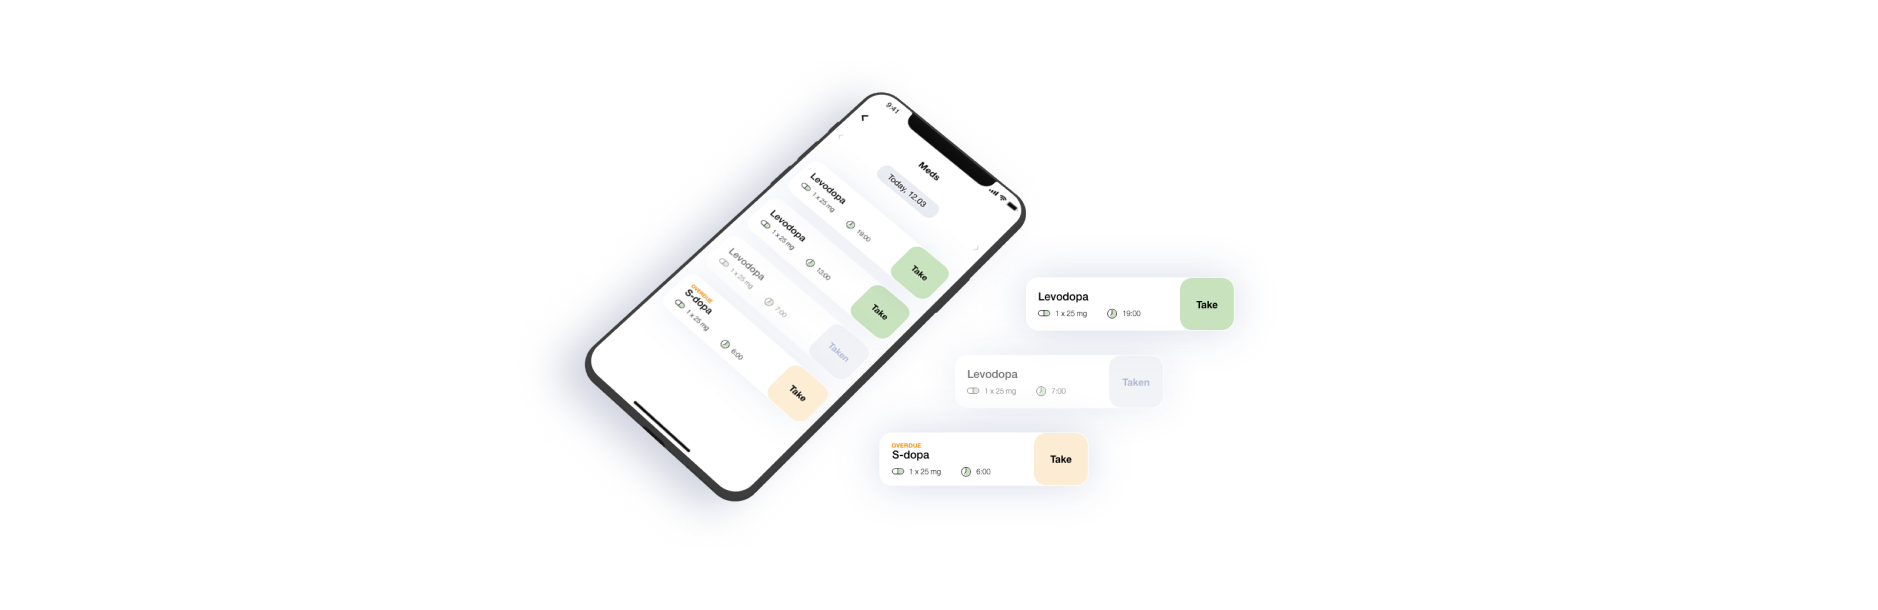 9:41
Meds
Today, 12.03
Levodopa
1 x 25 mg
19:00
Take
Levodopa
1 x 25 mg
13:00
Take
Levodopa
1 x 25 mg
7:00
Taken
OVERDUE
S-dopa
1 x 25 mg
6:00
Take
Levodopa
1 x 25 mg
19:00
Take
Levodopa
1 x 25 mg
7:00
Taken
OVERDUE
S-dopa
1 x 25 mg
6:00
Take